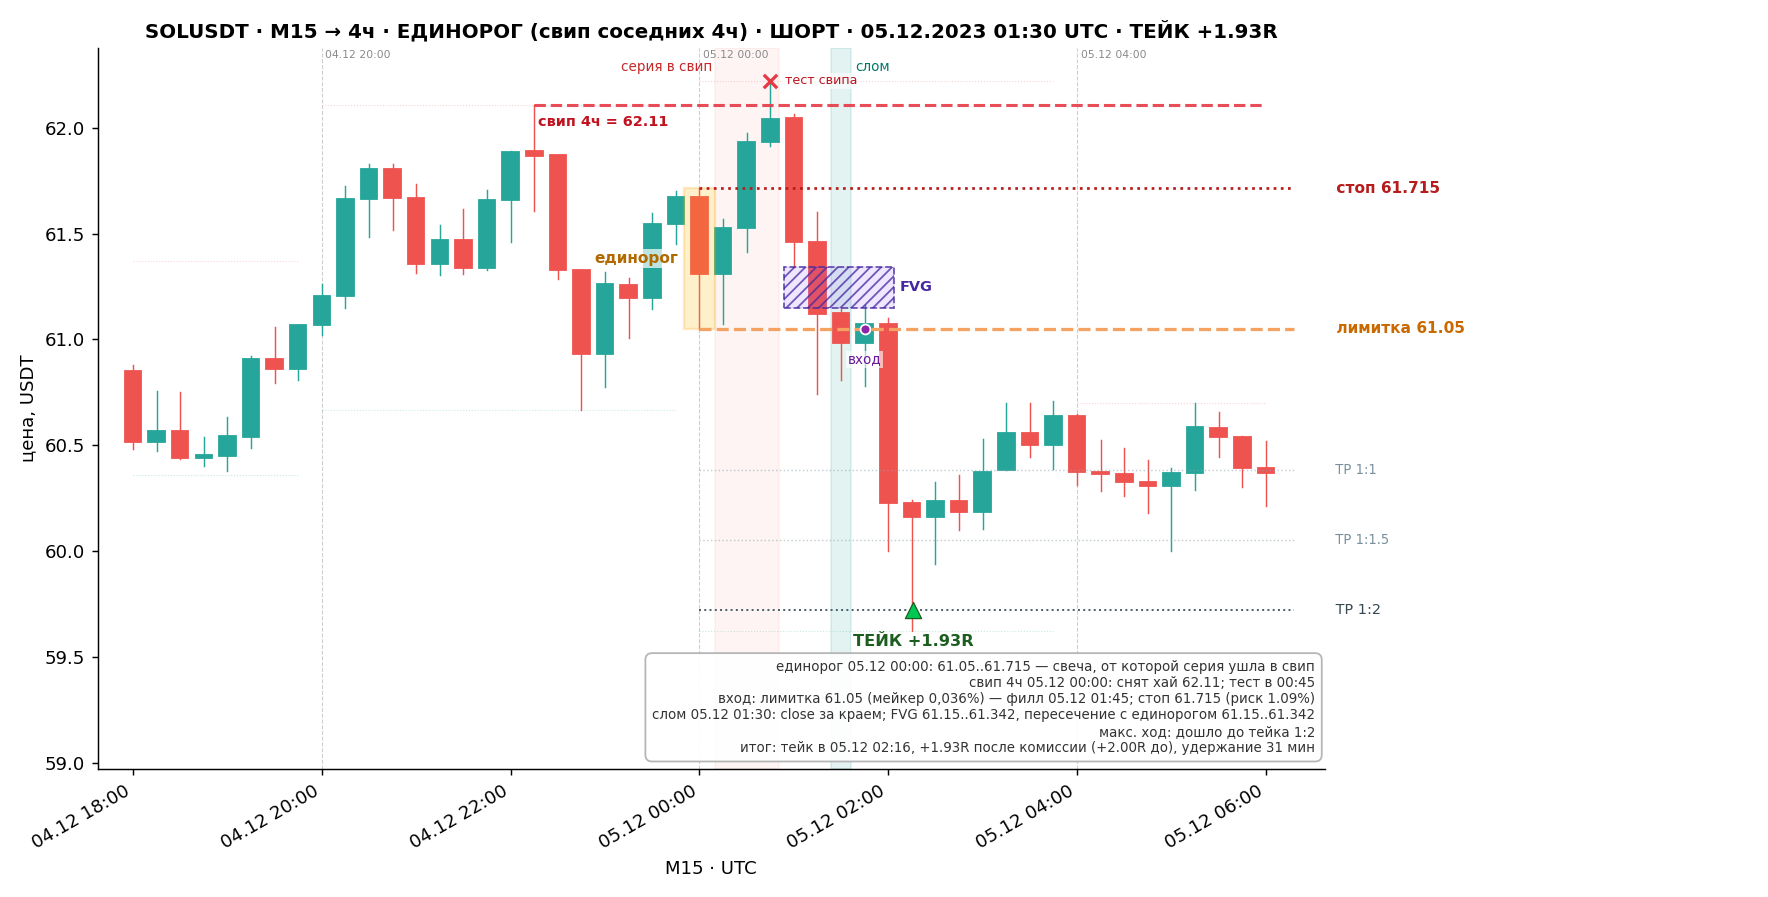 SOLUSDT · M15 → 4ч · ЕДИНОРОГ (свип соседних 4ч) · ШОРТ · 05.12.2023 01:30 UTC · ТЕЙК +1.93R
04.12 20:00
05.12 00:00
05.12 04:00
серия в свип
слом
тест свипа
свип 4ч = 62.11
стоп 61.715
единорог
FVG
лимитка 61.05
вход
TP 1:1
TP 1:1.5
TP 1:2
ТЕЙК +1.93R
единорог 05.12 00:00: 61.05..61.715 — свеча, от которой серия ушла в свип
свип 4ч 05.12 00:00: снят хай 62.11; тест в 00:45
вход: лимитка 61.05 (мейкер 0,036%) — филл 05.12 01:45; стоп 61.715 (риск 1.09%)
слом 05.12 01:30: close за краем; FVG 61.15..61.342, пересечение с единорогом 61.15..61.342
макс. ход: дошло до тейка 1:2
итог: тейк в 05.12 02:16, +1.93R после комиссии (+2.00R до), удержание 31 мин
цена, USDT
62.0
61.5
61.0
60.5
60.0
59.5
59.0
04.12 18:00
04.12 20:00
04.12 22:00
05.12 00:00
05.12 02:00
05.12 04:00
05.12 06:00
M15 · UTC